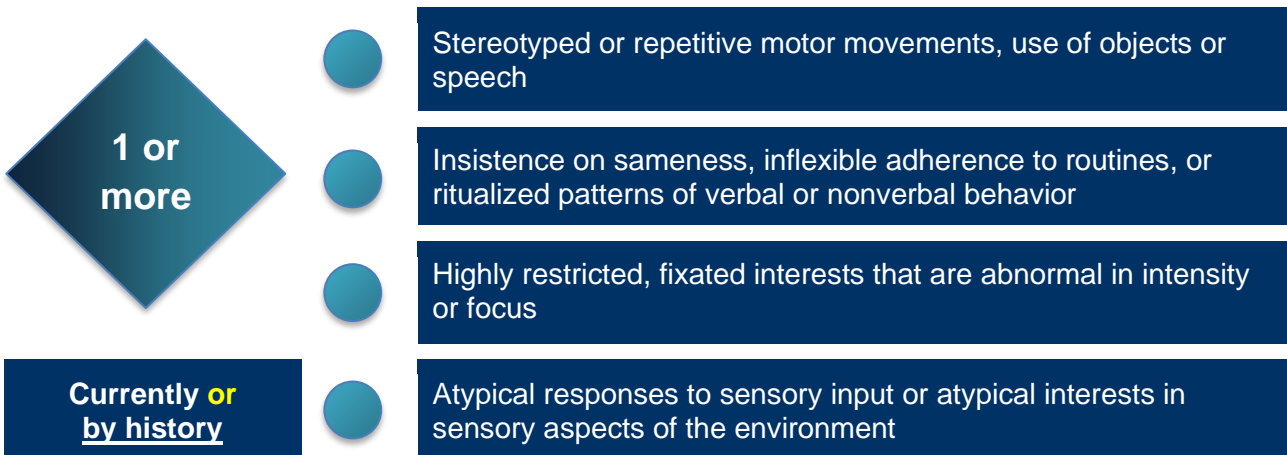 1 or
more
Stereotyped or repetitive motor movements, use of objects or
speech
Insistence on sameness, inflexible adherence to routines, or
ritualized patterns of verbal or nonverbal behavior
Highly restricted, fixated interests that are abnormal in intensity
or focus
Currently or
by history
Atypical responses to sensory input or atypical interests in
sensory aspects of the environment